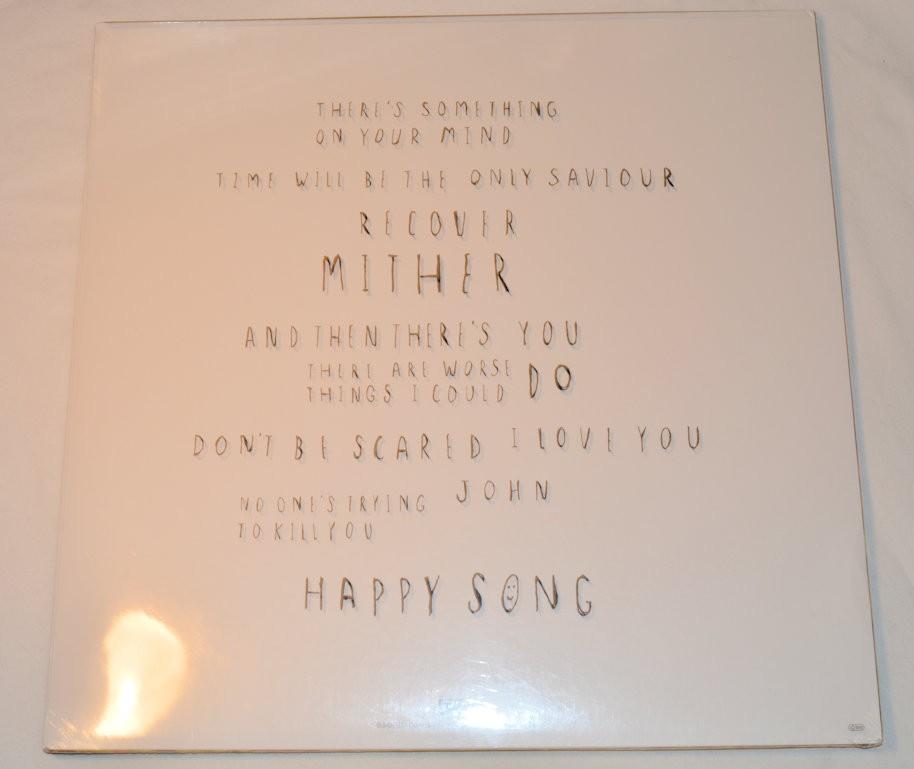 THERE'S SOMETHING
ON YOUR MIND
TIME WILL BE THE ONLY SAVIOUR
RECOVER
MITHER
AND THEN THERE'S YOU
THERE ARE WORSE
THINGS I COULD DO
DON'T BE SCARED I LOVE YOU
JOHN
NO ONE'S TRYING
TO KILL YOU
HAPPY SONG